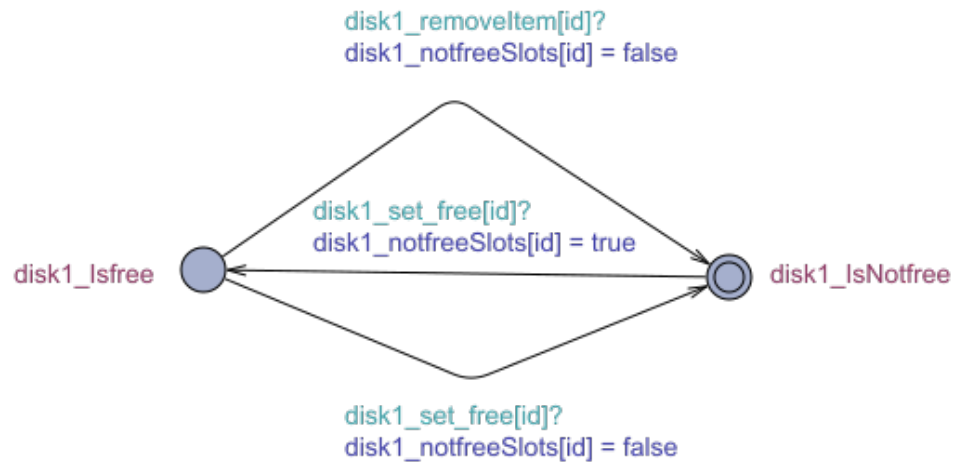 disk1_removeItem[id]?
disk1_notfreeSlots[id] = false
disk1_set_free[id]?
disk1_notfreeSlots[id] = true
disk1_Isfree
disk1_IsNotfree
disk1_set_free[id]?
disk1_notfreeSlots[id] = false